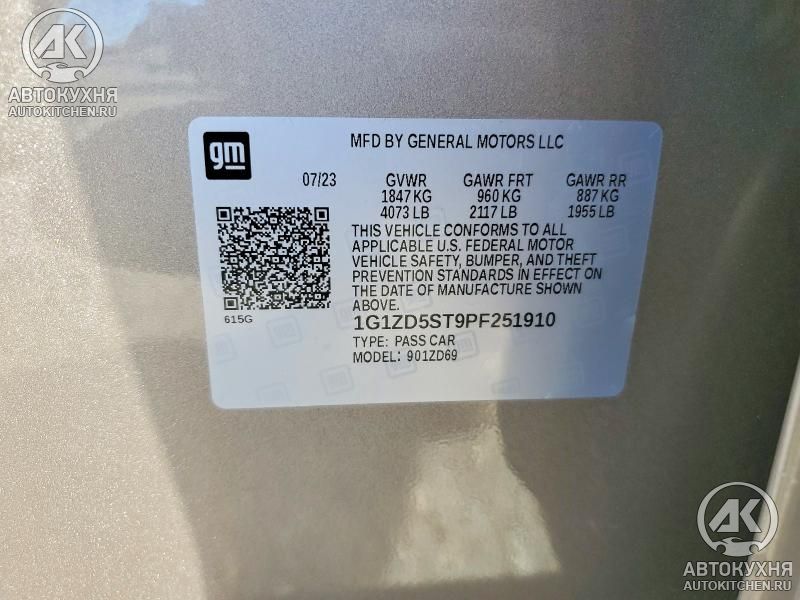 АК
АВТОКУХНЯ
AUTOKITCHEN.RU
gm
MFD BY GENERAL MOTORS LLC
07/23 GVWR GAWR FRT GAWR RR
1847 KG 960 KG 887 KG
4073 LB 2117 LB 1955 LB
THIS VEHICLE CONFORMS TO ALL
APPLICABLE U.S. FEDERAL MOTOR
VEHICLE SAFETY, BUMPER, AND THEFT
PREVENTION STANDARDS IN EFFECT ON
THE DATE OF MANUFACTURE SHOWN
ABOVE.
615G
1G1ZD5ST9PF251910
TYPE: PASS CAR
MODEL: 901ZD69
АК
АВТОКУХНЯ
AUTOKITCHEN.RU